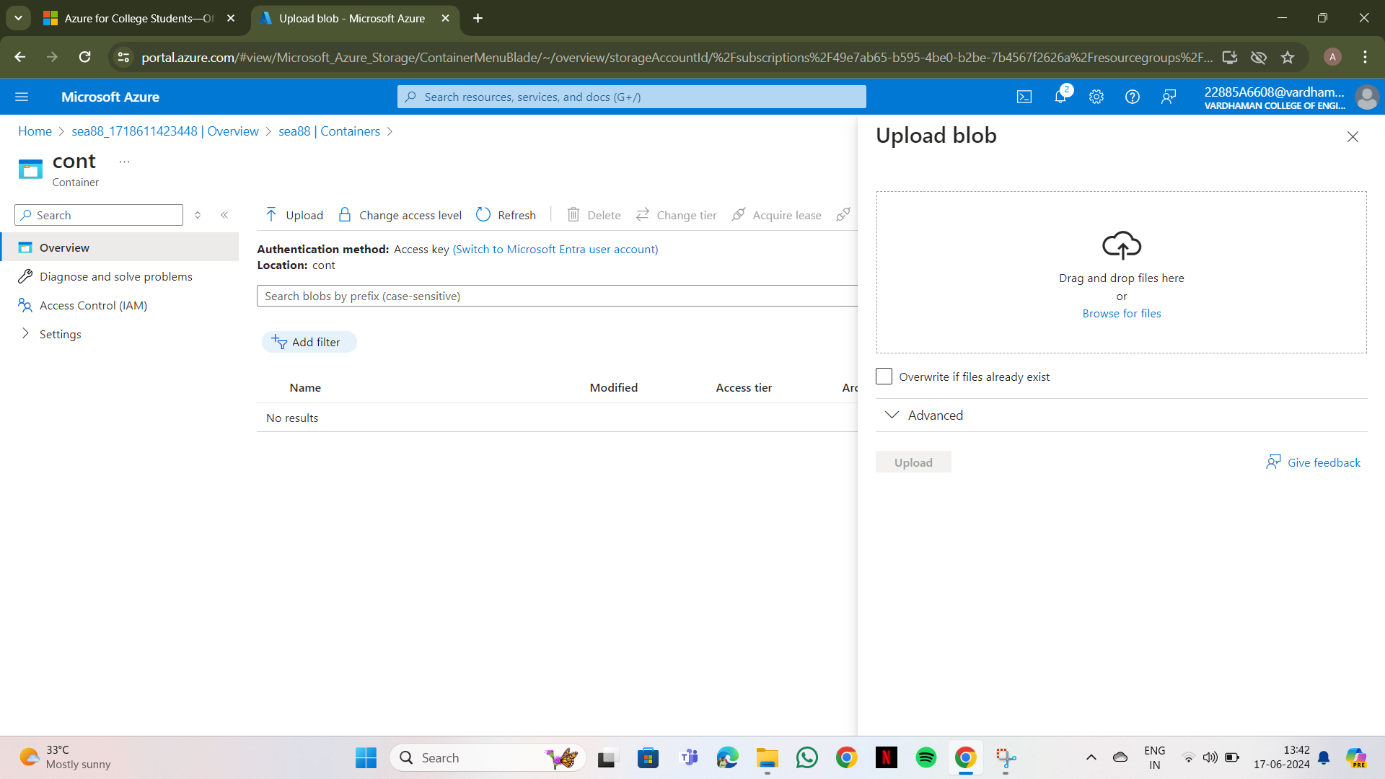 Azure for College Students—Of
Upload blob - Microsoft Azure
portal.azure.com/#view/Microsoft_Azure_Storage/ContainerMenuBlade/~/overview/storageAccountId/%2Fsubscriptions%2F49e7ab65-b595-4be0-b2be-7b4567f2626a%2Fresourcegroups%2F...
A
Microsoft Azure
Search resources, services, and docs (G+/)
2
22885A6608@vardham...
VARDHAMAN COLLEGE OF ENGI...
Home > sea88_1718611423448 | Overview > sea88 | Containers >
cont ...
Container
Search
Overview
Diagnose and solve problems
Access Control (IAM)
Settings
Upload
Change access level
Refresh
Delete
Change tier
Acquire lease
Authentication method: Access key (Switch to Microsoft Entra user account)
Location: cont
Search blobs by prefix (case-sensitive)
Add filter
Name Modified Access tier Arc
No results
Upload blob
Drag and drop files here
or
Browse for files
Overwrite if files already exist
Advanced
Upload
Give feedback
33°C
Mostly sunny
Search
N
ENG
IN
13:42
17-06-2024
PRE